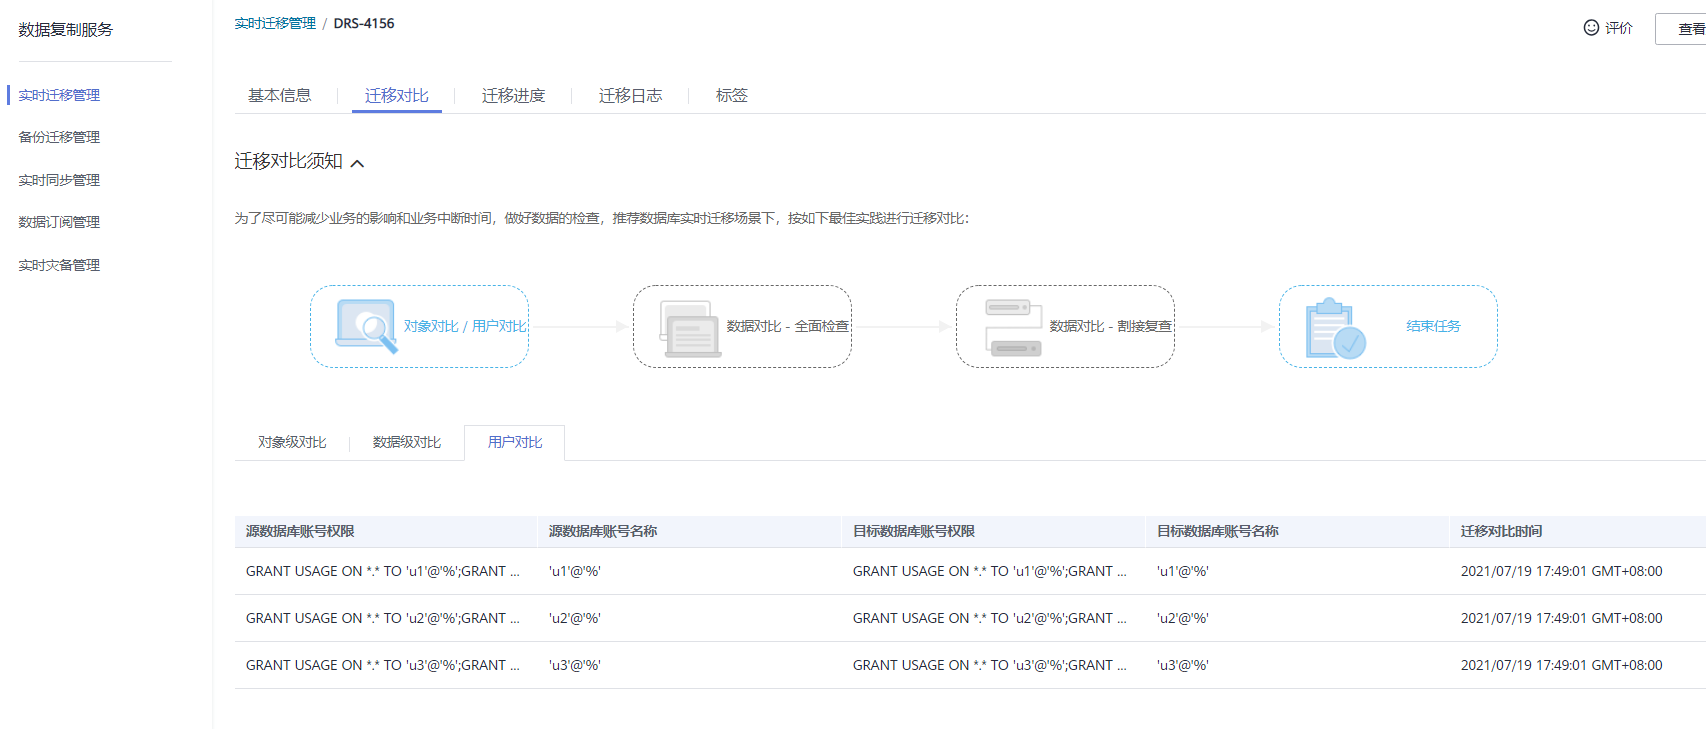 数据复制服务
实时迁移管理 / DRS-4156
评价
查看
实时迁移管理
备份迁移管理
实时同步管理
数据订阅管理
实时灾备管理
基本信息 迁移对比 迁移进度 迁移日志 标签
迁移对比须知
为了尽可能减少业务的影响和业务中断时间，做好数据的检查，推荐数据库实时迁移场景下，按如下最佳实践进行迁移对比：
对象对比 / 用户对比 数据对比 - 全面检查 数据对比 - 割接复查 结束任务
对象级对比 数据级对比 用户对比
源数据库账号权限 源数据库账号名称 目标数据库账号权限 目标数据库账号名称 迁移对比时间
GRANT USAGE ON *.* TO 'u1'@'%';GRANT ... 'u1'@'%' GRANT USAGE ON *.* TO 'u1'@'%';GRANT ... 'u1'@'%' 2021/07/19 17:49:01 GMT+08:00
GRANT USAGE ON *.* TO 'u2'@'%';GRANT ... 'u2'@'%' GRANT USAGE ON *.* TO 'u2'@'%';GRANT ... 'u2'@'%' 2021/07/19 17:49:01 GMT+08:00
GRANT USAGE ON *.* TO 'u3'@'%';GRANT ... 'u3'@'%' GRANT USAGE ON *.* TO 'u3'@'%';GRANT ... 'u3'@'%' 2021/07/19 17:49:01 GMT+08:00